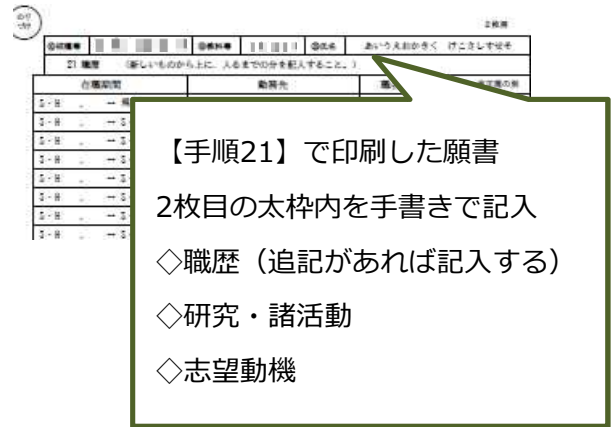 のり
2枚目
氏名 あいうえおかきく けこさしすせそ
21 職歴 (新しいものから上に、入るまでの分を記入すること。)
在職期間 勤務先
S・H
S・H
S・H
S・H
S・H
S・H
S・H
S・H
【手順21】で印刷した願書
2枚目の太枠内を手書きで記入
◇職歴（追記があれば記入する）
◇研究・諸活動
◇志望動機